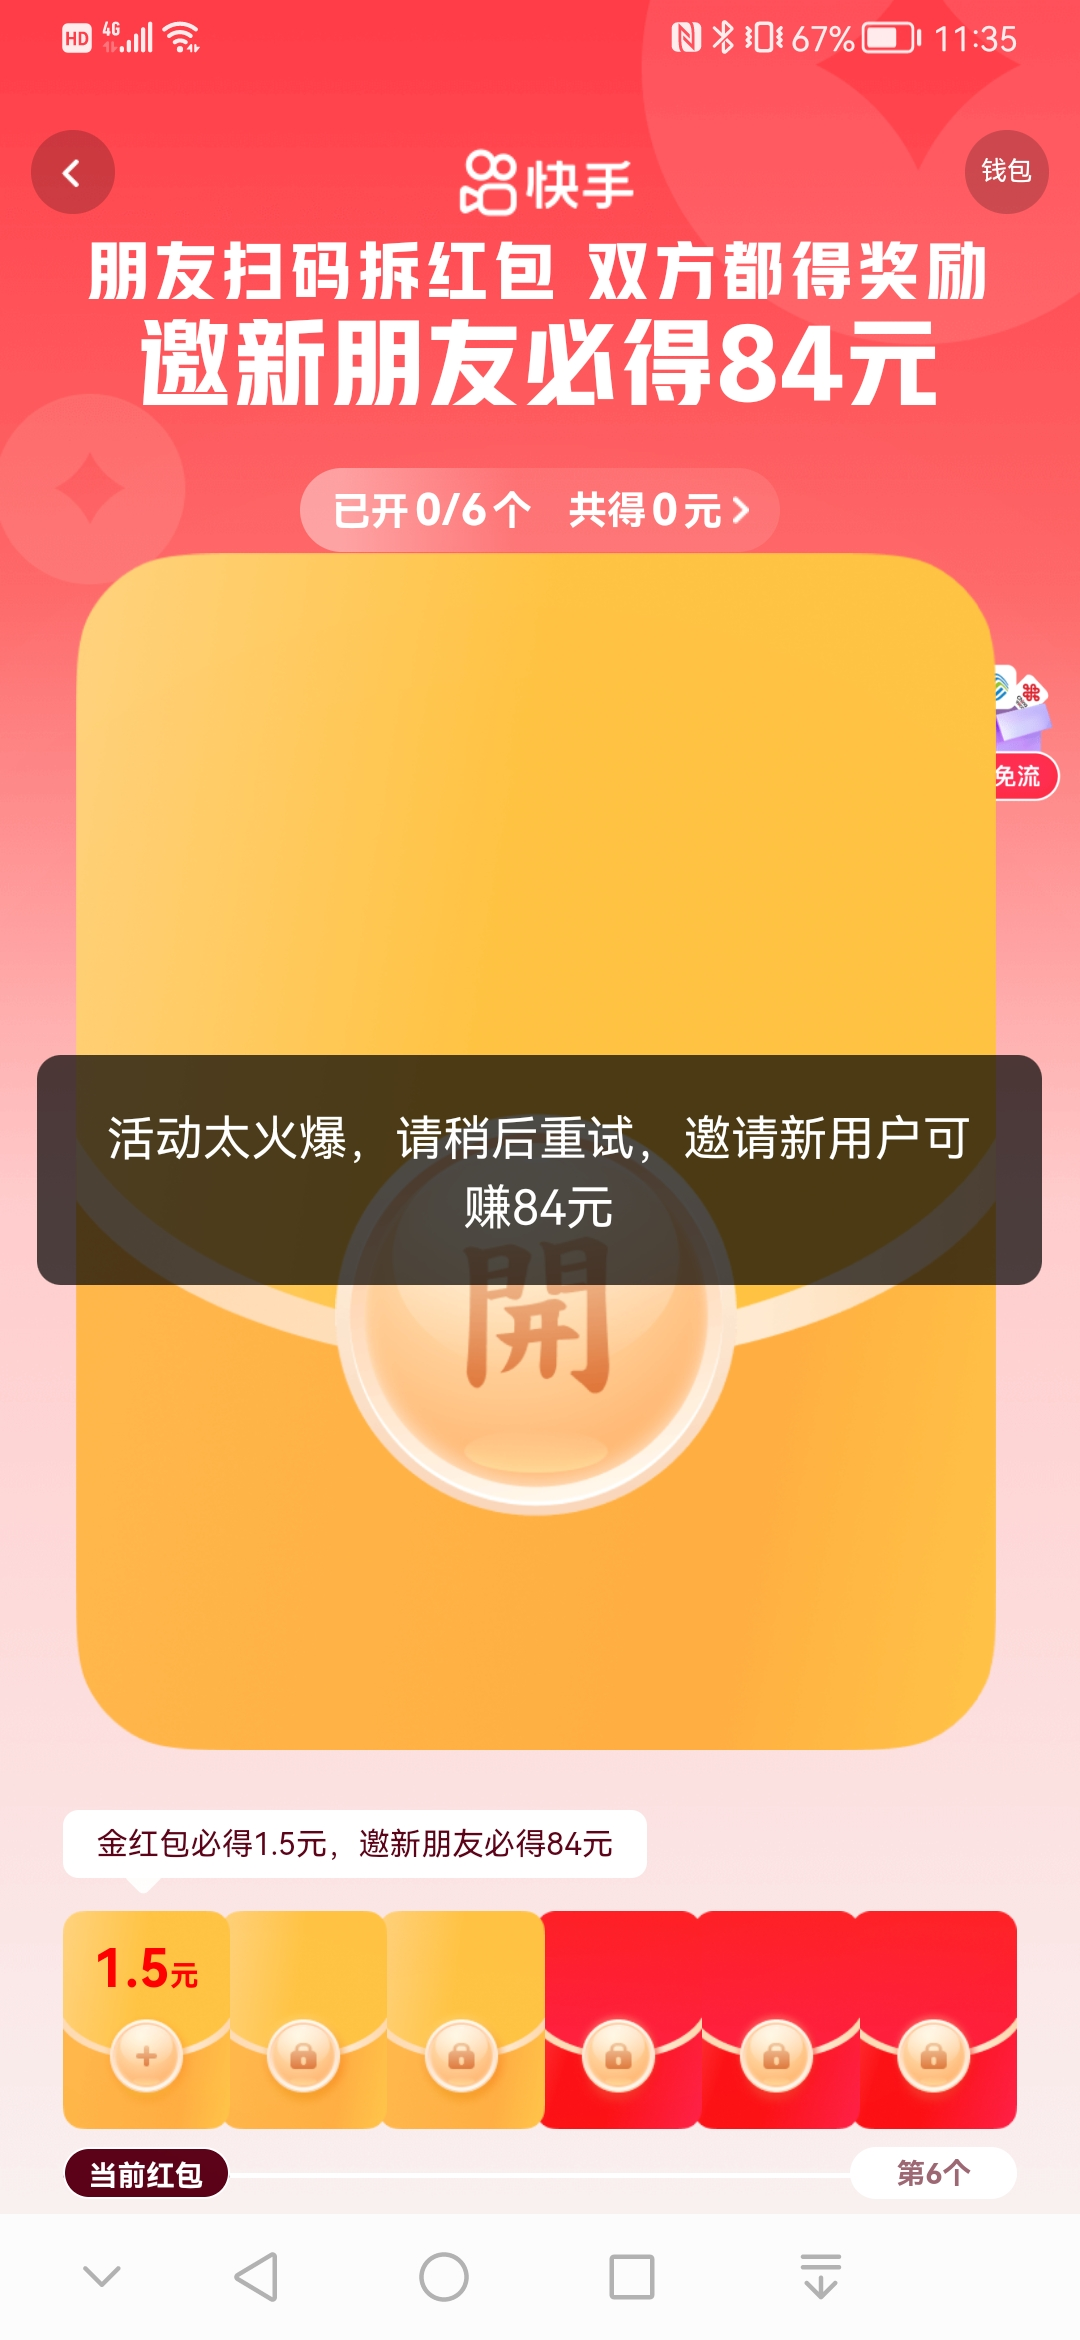 HD 4G 67% 11:35
快手
钱包
朋友扫码拆红包 双方都得奖励
邀新朋友必得84元
已开0/6个 共得0元
免流
活动太火爆，请稍后重试，邀请新用户可
赚84元
開
金红包必得1.5元，邀新朋友必得84元
1.5元
当前红包
第6个